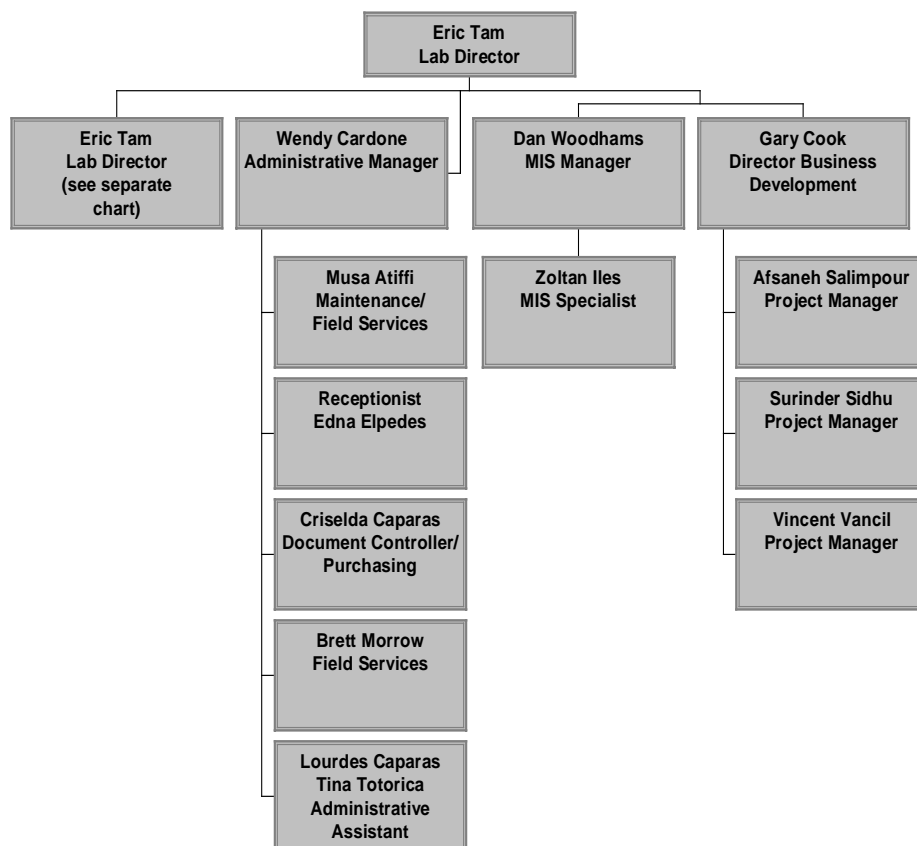 Eric Tam
Lab Director
Eric Tam
Lab Director
(see separate
chart)
Wendy Cardone
Administrative Manager
Dan Woodhams
MIS Manager
Gary Cook
Director Business
Development
Musa Atiffi
Maintenance/
Field Services
Receptionist
Edna Elpedes
Criselda Caparas
Document Controller/
Purchasing
Brett Morrow
Field Services
Lourdes Caparas
Tina Totorica
Administrative
Assistant
Zoltan Iles
MIS Specialist
Afsaneh Salimpour
Project Manager
Surinder Sidhu
Project Manager
Vincent Vancil
Project Manager